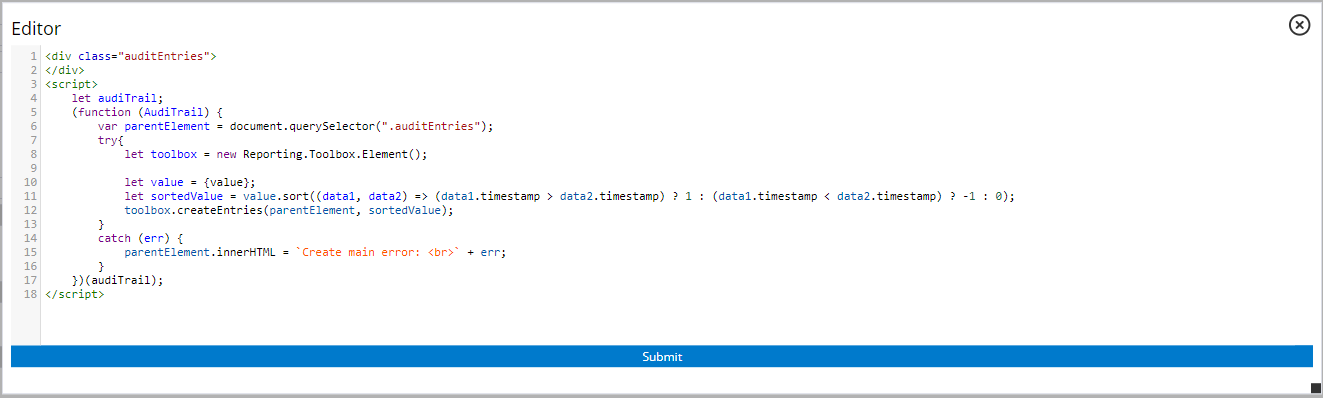 Editor
1 <div class="auditEntries">
2 </div>
3 <script>
4 let audiTrail;
5 (function (AudiTrail) {
6 var parentElement = document.querySelector(".auditEntries");
7 try{
8 let toolbox = new Reporting.Toolbox.Element();
9
10 let value = {value};
11 let sortedValue = value.sort((data1, data2) => (data1.timestamp > data2.timestamp) ? 1 : (data1.timestamp < data2.timestamp) ? -1 : 0);
12 toolbox.createEntries(parentElement, sortedValue);
13 }
14 catch (err) {
15 parentElement.innerHTML = `Create main error: <br>` + err;
16 }
17 })(audiTrail);
18 </script>
Submit